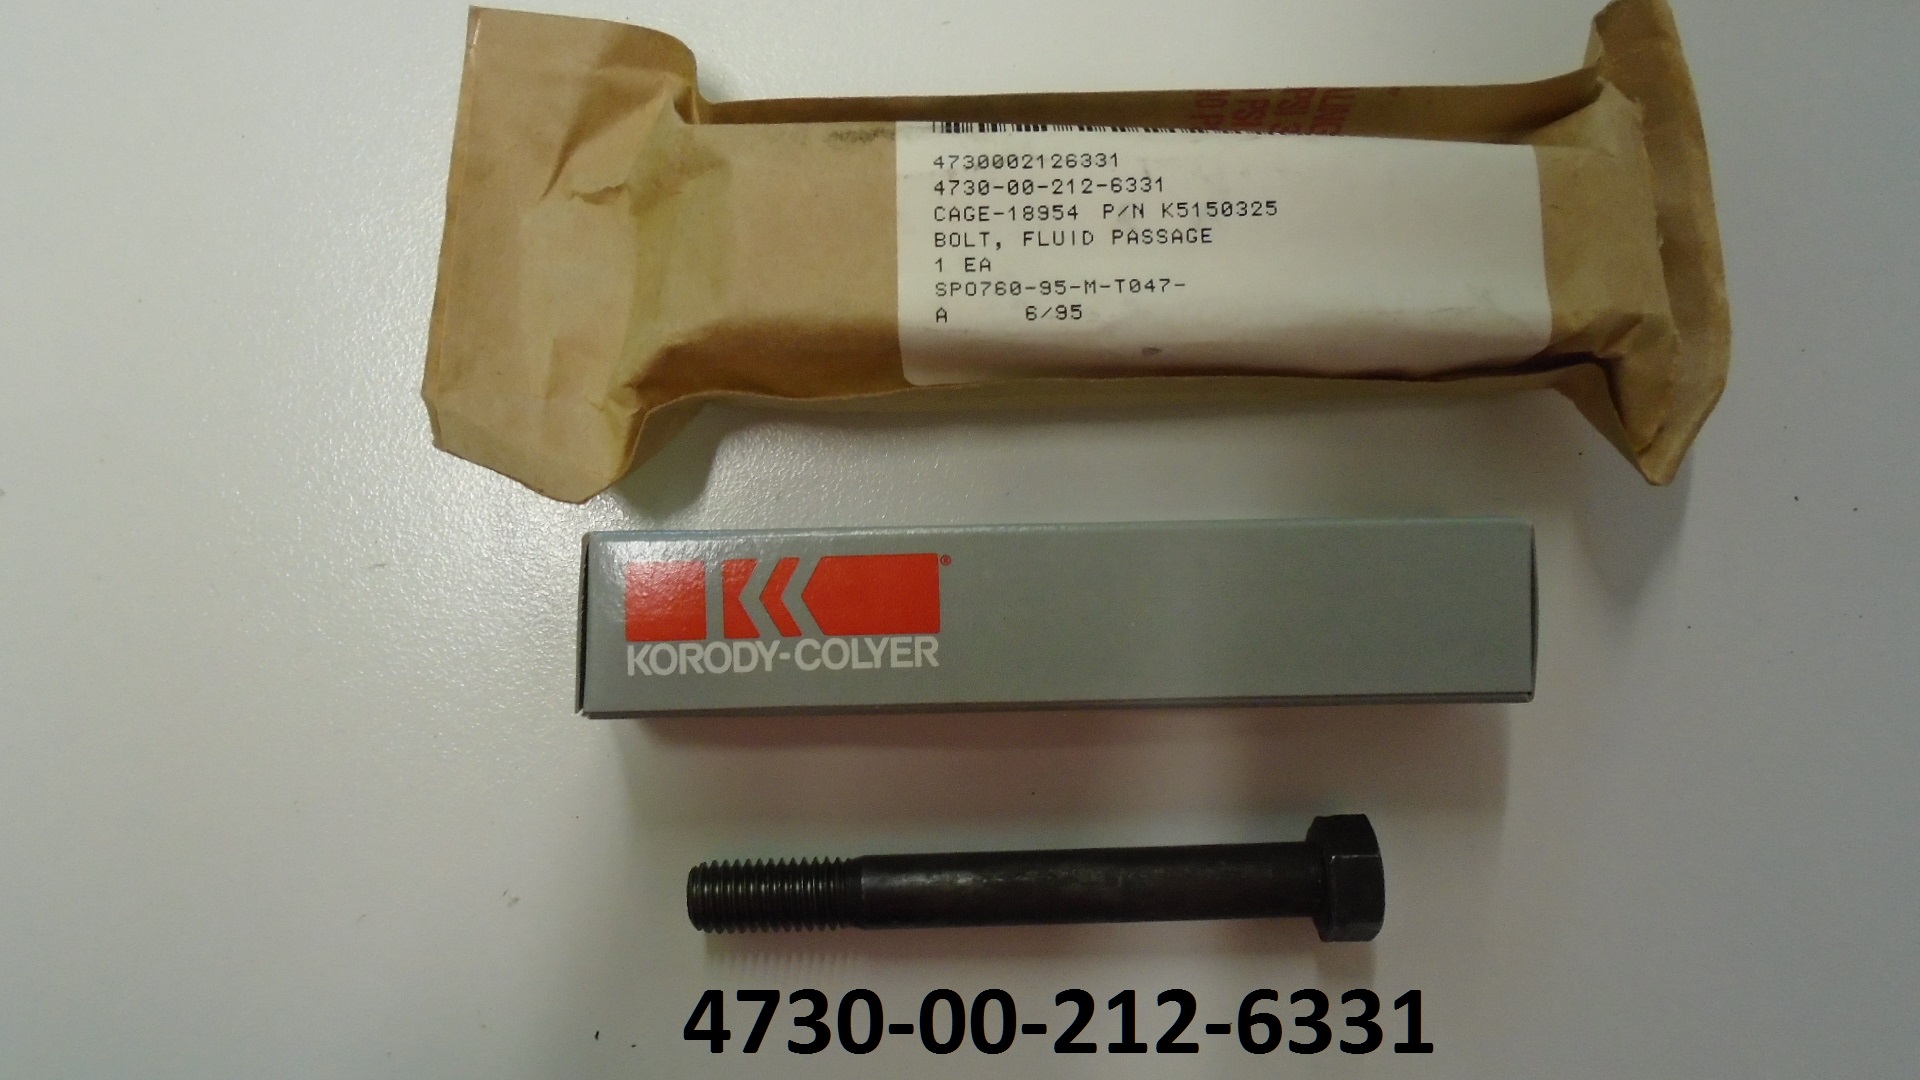 4730002126331
4730-00-212-6331
CAGE-18954 P/N K5150325
BOLT, FLUID PASSAGE
1 EA
SPO760-95-M-T047-
A 6/95
KORODY-COLYER
4730-00-212-6331